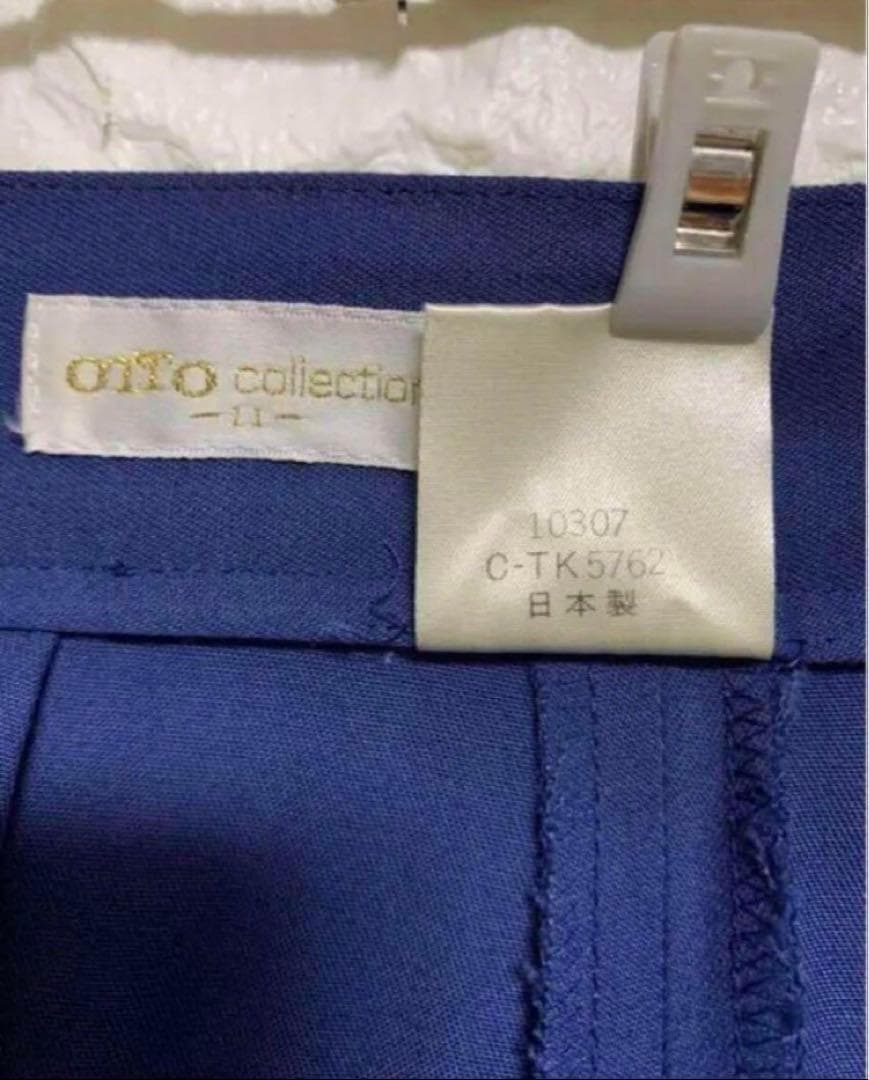 OTTO collection
-11-
10307
C-TK5762
日本製